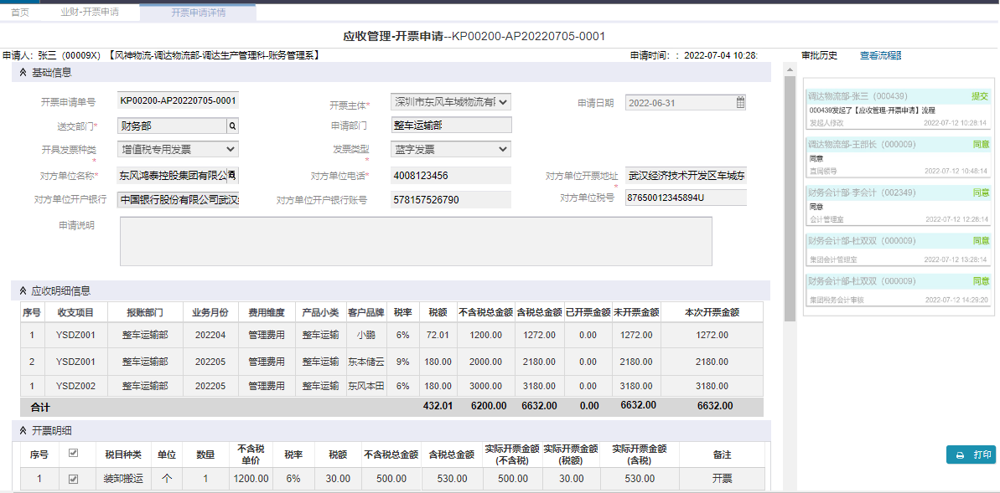 首页 业财-开票申请 开票申请详情
应收管理-开票申请--KP00200-AP20220705-0001
申请人: 张三 (00009X) 【风神物流-调达物流部-调达生产管理科-账务管理系】 申请时间: : 2022-07-04 10:28: 审批历史 查看流程图
基础信息
开票申请单号 KP00200-AP20220705-0001 开票主体* 深圳市东风车城物流有 申请日期 2022-06-31
送交部门* 财务部 申请部门 整车运输部
开具发票种类* 增值税专用发票 发票类型* 蓝字发票
对方单位名称* 东风鸿泰控股集团有限公 对方单位电话* 4008123456 对方单位开票地址* 武汉经济技术开发区车城东
对方单位开户银行 中国银行股份有限公司武汉 对方单位开户银行账号 578157526790 对方单位税号 87650012345894U
申请说明
应收明细信息
序号 收支项目 报账部门 业务月份 费用维度 产品小类 客户品牌 税率 税额 不含税总金额 含税总金额 已开票金额 未开票金额 本次开票金额
1 YSDZ001 整车运输部 202204 管理费用 整车运输 小鹏 6% 72.01 1200.00 1272.00 0.00 1272.00 1272.00
2 YSDZ001 整车运输部 202205 管理费用 整车运输 东本储云 9% 180.00 2000.00 2180.00 0.00 2180.00 2180.00
1 YSDZ002 整车运输部 202205 管理费用 整车运输 东风本田 6% 180.00 3000.00 3180.00 0.00 3180.00 3180.00
合计 432.01 6200.00 6632.00 0.00 6632.00 6632.00
开票明细
序号 税目种类 单位 数量 不含税单价 税率 税额 不含税总金额 含税总金额 实际开票金额(不含税) 实际开票金额(税额) 实际开票金额(含税) 备注
1 装卸搬运 个 1 1200.00 6% 30.00 500.00 530.00 500.00 30.00 530.00 开票
调达物流部-张三 (000439) 提交
000439发起了【应收管理-开票申请】流程
发起人修改 2022-07-12 10:28:14
调达物流部-王部长 (000009) 同意
同意
直属领导 2022-07-12 10:48:14
财务会计部-李会计 (002349) 同意
同意
会计管理室 2022-07-12 12:28:14
财务会计部-杜双双 (000009) 同意
集团会计管理室 2022-07-12 13:28:14
财务会计部-杜双双 (000009) 同意
集团税务会计审核 2022-07-12 14:29:20
打印